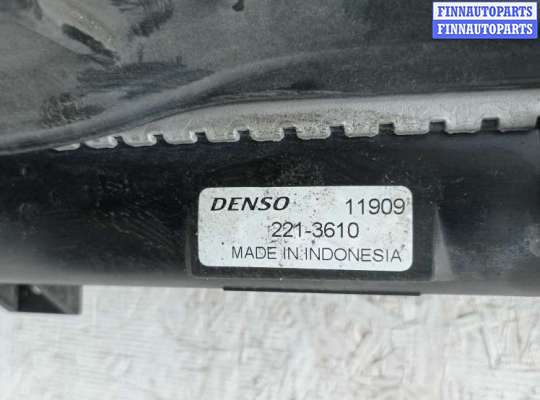 FINNAUTOPARTS
FINNAUTOPARTS
DENSO 11909
221-3610
MADE IN INDONESIA